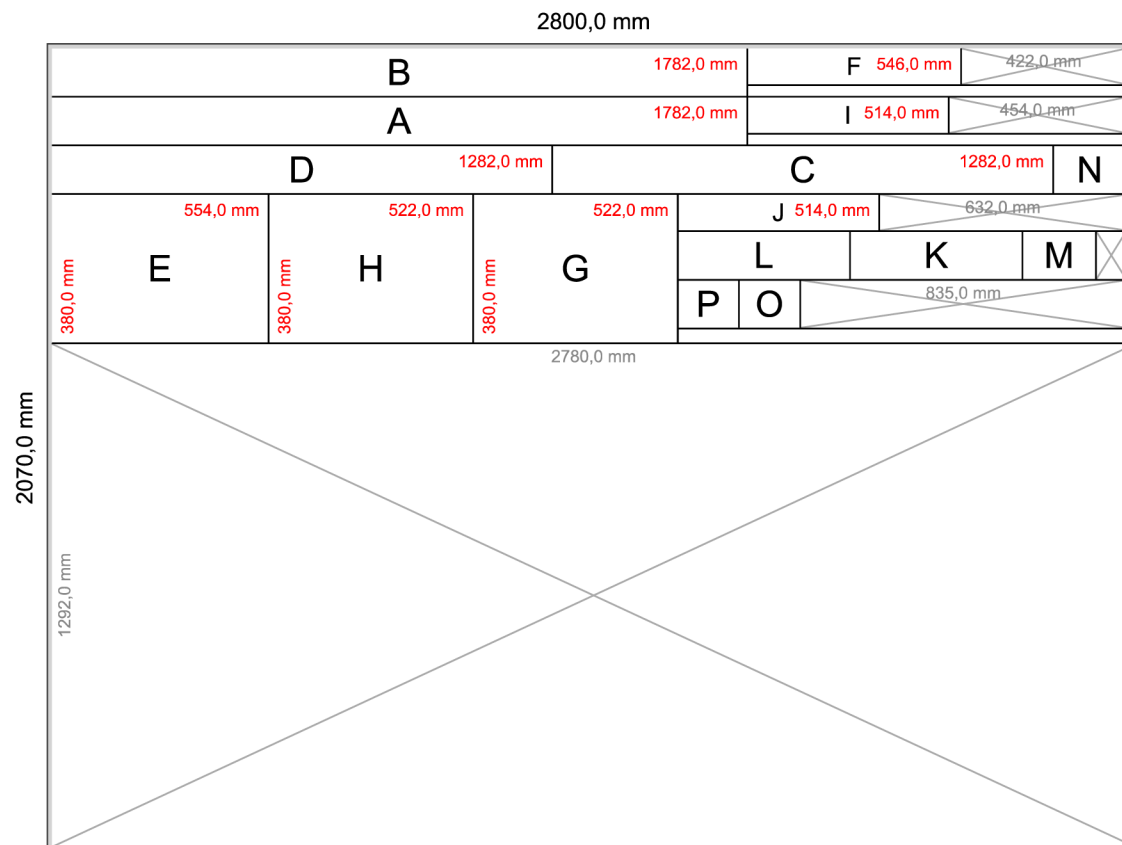 2800,0 mm
B 1782,0 mm F 546,0 mm 422,0 mm
A 1782,0 mm I 514,0 mm 454,0 mm
D 1282,0 mm C 1282,0 mm N
554,0 mm 522,0 mm 522,0 mm J 514,0 mm 632,0 mm
E H G L K M
380,0 mm 380,0 mm 380,0 mm P O 835,0 mm
2780,0 mm
2070,0 mm
1292,0 mm